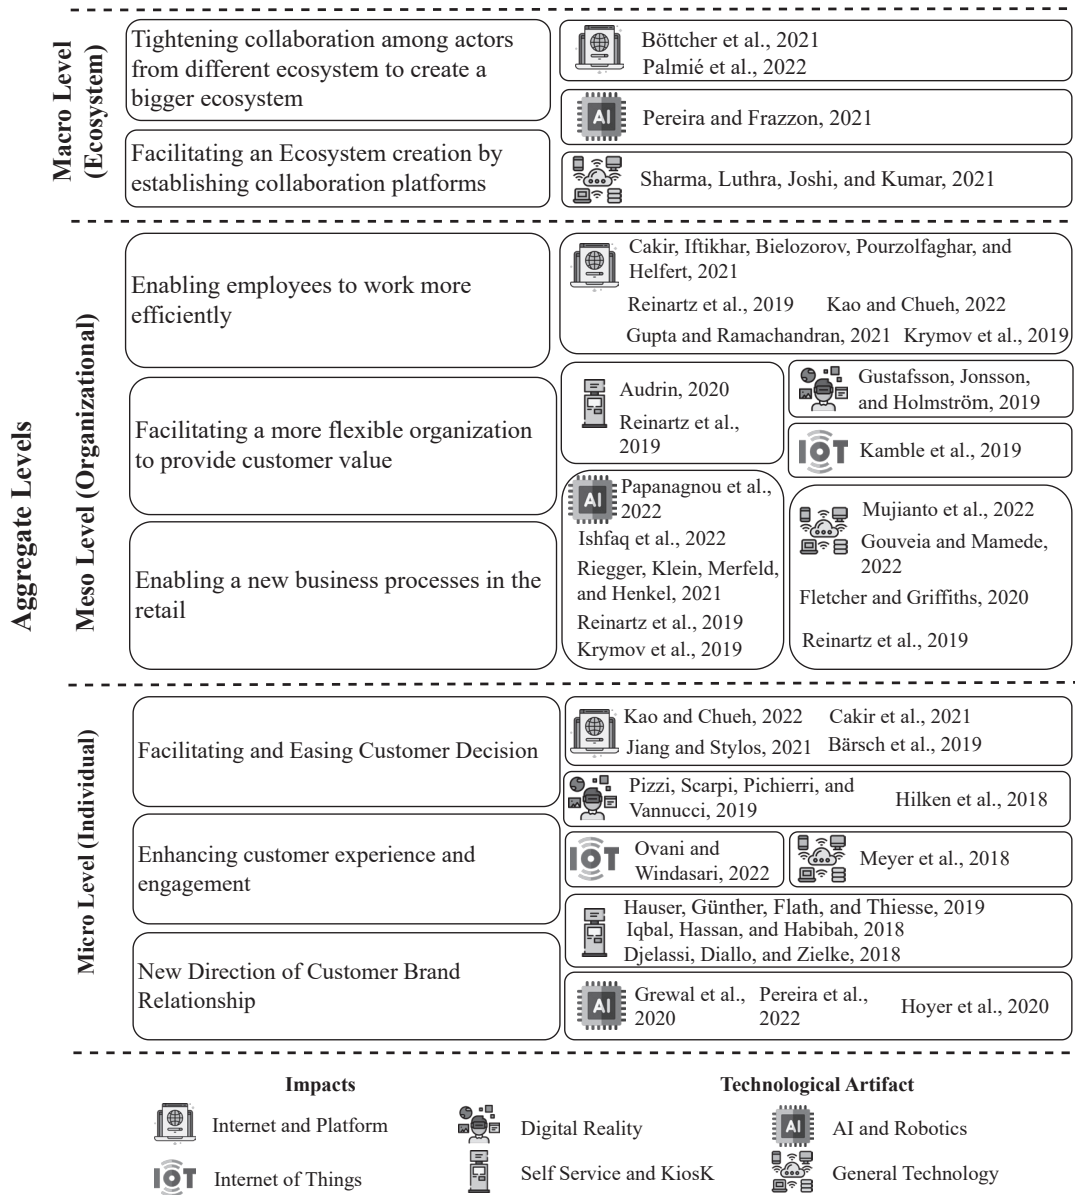 Aggregate Levels
Macro Level
(Ecosystem)
Tightening collaboration among actors
from different ecosystem to create a
bigger ecosystem
Facilitating an Ecosystem creation by
establishing collaboration platforms
Böttcher et al., 2021
Palmié et al., 2022
AI
Pereira and Frazzon, 2021
Sharma, Luthra, Joshi, and Kumar, 2021
Meso Level (Organizational)
Enabling employees to work more
efficiently
Facilitating a more flexible organization
to provide customer value
Enabling a new business processes in the
retail
Cakir, Iftikhar, Bielozorov, Pourzolfaghar, and
Helfert, 2021
Reinartz et al., 2019 Kao and Chueh, 2022
Gupta and Ramachandran, 2021 Krymov et al., 2019
Audrin, 2020
Reinartz et al.,
2019
Gustafsson, Jonsson,
and Holmström, 2019
IOT
Kamble et al., 2019
AI
Papanagnou et al.,
2022
Ishfaq et al., 2022
Riegger, Klein, Merfeld,
and Henkel, 2021
Reinartz et al., 2019
Krymov et al., 2019
Mujianto et al., 2022
Gouveia and Mamede,
2022
Fletcher and Griffiths, 2020
Reinartz et al., 2019
Micro Level (Individual)
Facilitating and Easing Customer Decision
Enhancing customer experience and
engagement
New Direction of Customer Brand
Relationship
Kao and Chueh, 2022 Cakir et al., 2021
Jiang and Stylos, 2021 Bärsch et al., 2019
Pizzi, Scarpi, Pichierri, and
Vannucci, 2019
Hilken et al., 2018
IOT
Ovani and
Windasari, 2022
Meyer et al., 2018
Hauser, Günther, Flath, and Thiesse, 2019
Iqbal, Hassan, and Habibah, 2018
Djelassi, Diallo, and Zielke, 2018
AI
Grewal et al.,
2020
Pereira et al.,
2022
Hoyer et al., 2020
Impacts
Technological Artifact
Internet and Platform
Digital Reality
AI
AI and Robotics
IOT
Internet of Things
Self Service and KiosK
General Technology